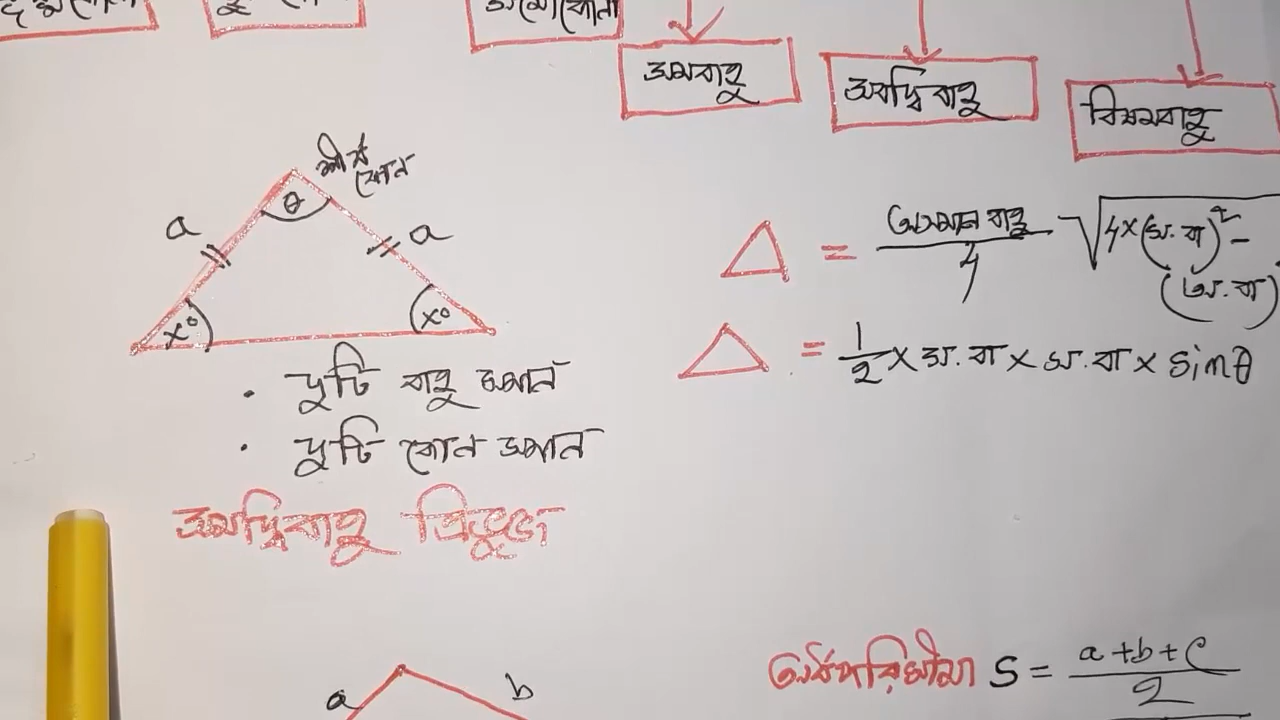 সমবাহু
সমদ্বিবাহু
বিষমবাহু
শীর্ষ
কোন
θ
a
a
x°
x°
• দুটি বাহু সমান
• দুটি কোন সমান
সমদ্বিবাহু ত্রিভুজ
△ = অসমান বাহু/4 √4×(স.বা)² - (অ.বা)
△ = 1/2 × স.বা × স.বা × sinθ
a
b
অর্ধপরিসীমা S = a+b+c/2